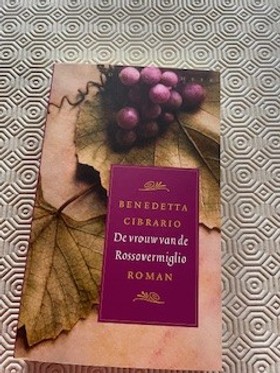 BENEDETTA
CIBRARIO
De vrouw van de
Rossovermiglio
ROMAN